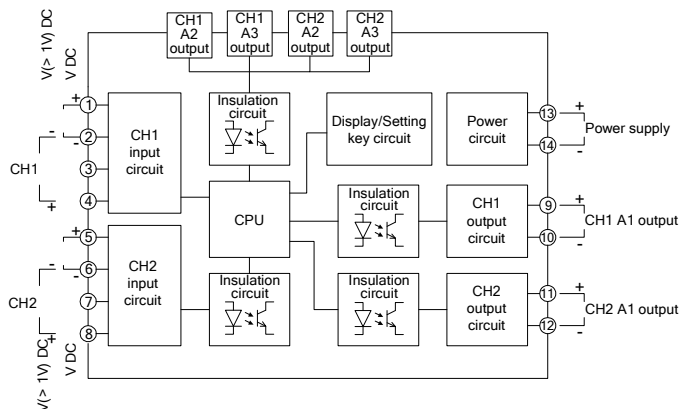 V(> 1V) DC
V DC
CH1
A2
output
CH1
A3
output
CH2
A2
output
CH2
A3
output
+
1
-
2
-
3
4
+
CH1
CH1
input
circuit
Insulation
circuit
Display/Setting
key circuit
Power
circuit
13
+
14
-
Power supply
CPU
Insulation
circuit
CH1
output
circuit
9
+
10
-
CH1 A1 output
+
5
-
6
-
7
8
+
CH2
CH2
input
circuit
Insulation
circuit
Insulation
circuit
CH2
output
circuit
11
+
12
-
CH2 A1 output
V(> 1V) DC
V DC